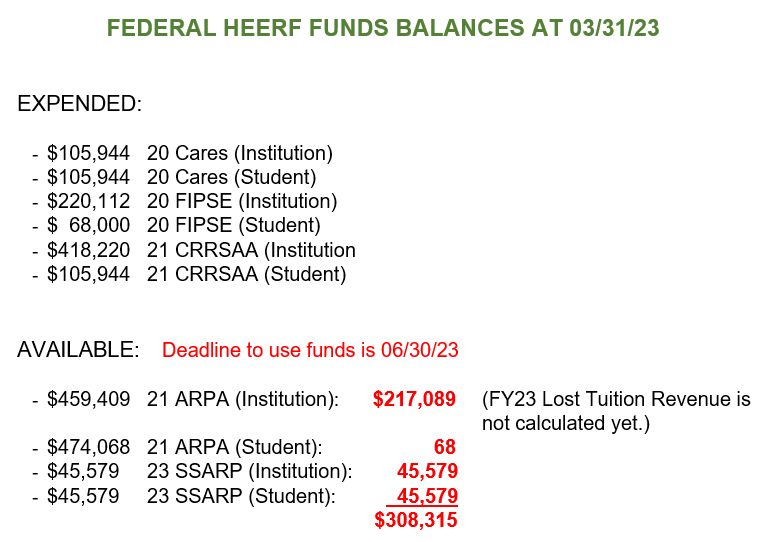 FEDERAL HEERF FUNDS BALANCES AT 03/31/23
EXPENDED:
- $105,944 20 Cares (Institution)
- $105,944 20 Cares (Student)
- $220,112 20 FIPSE (Institution)
- $ 68,000 20 FIPSE (Student)
- $418,220 21 CRRSAA (Institution
- $105,944 21 CRRSAA (Student)
AVAILABLE: Deadline to use funds is 06/30/23
- $459,409 21 ARPA (Institution): $217,089 (FY23 Lost Tuition Revenue is
not calculated yet.)
- $474,068 21 ARPA (Student): 68
- $45,579 23 SSARP (Institution): 45,579
- $45,579 23 SSARP (Student): 45,579
$308,315